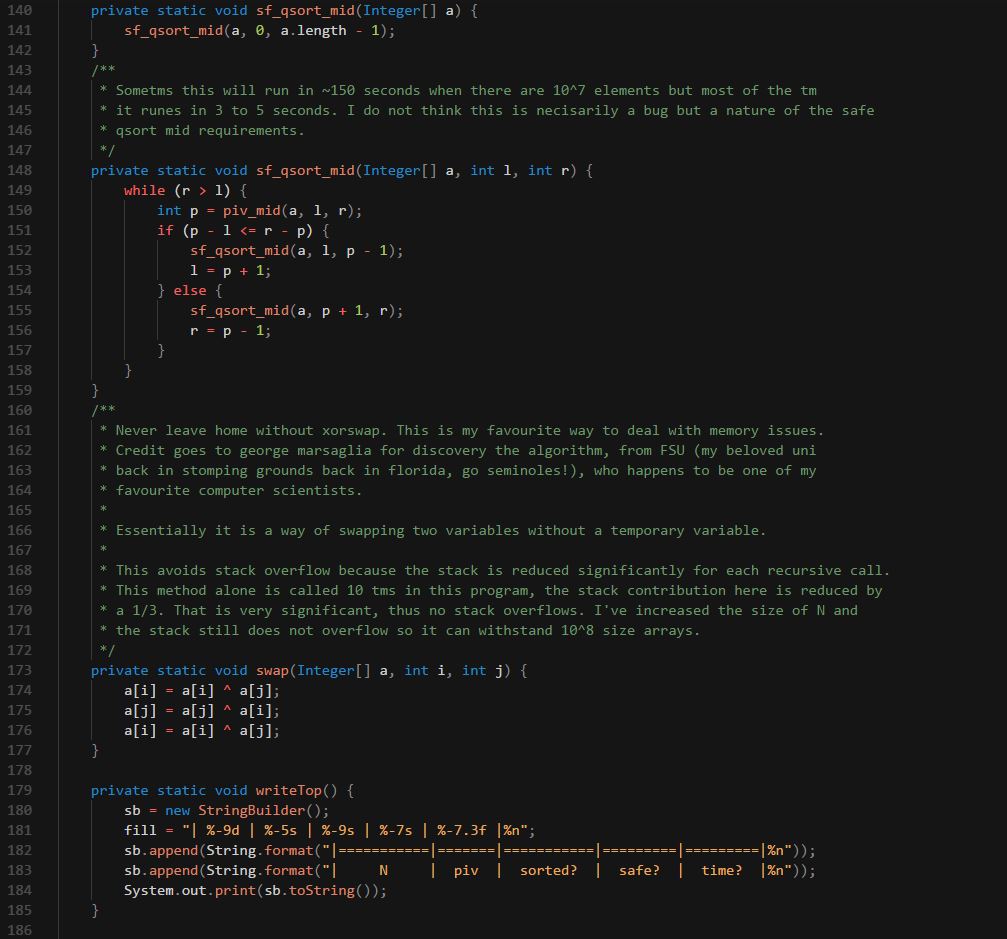 140 private static void sf_qsort_mid(Integer[] a) {
141 sf_qsort_mid(a, 0, a.length - 1);
142 }
143 /**
144 * Sometms this will run in ~150 seconds when there are 10^7 elements but most of the tm
145 * it runes in 3 to 5 seconds. I do not think this is necisarily a bug but a nature of the safe
146 * qsort mid requirements.
147 */
148 private static void sf_qsort_mid(Integer[] a, int l, int r) {
149 while (r > l) {
150 int p = piv_mid(a, l, r);
151 if (p - l <= r - p) {
152 sf_qsort_mid(a, l, p - 1);
153 l = p + 1;
154 } else {
155 sf_qsort_mid(a, p + 1, r);
156 r = p - 1;
157 }
158 }
159 }
160 /**
161 * Never leave home without xorswap. This is my favourite way to deal with memory issues.
162 * Credit goes to george marsaglia for discovery the algorithm, from FSU (my beloved uni
163 * back in stomping grounds back in florida, go seminoles!), who happens to be one of my
164 * favourite computer scientists.
165 *
166 * Essentially it is a way of swapping two variables without a temporary variable.
167 *
168 * This avoids stack overflow because the stack is reduced significantly for each recursive call.
169 * This method alone is called 10 tms in this program, the stack contribution here is reduced by
170 * a 1/3. That is very significant, thus no stack overflows. I've increased the size of N and
171 * the stack still does not overflow so it can withstand 10^8 size arrays.
172 */
173 private static void swap(Integer[] a, int i, int j) {
174 a[i] = a[i] ^ a[j];
175 a[j] = a[j] ^ a[i];
176 a[i] = a[i] ^ a[j];
177 }
178
179 private static void writeTop() {
180 sb = new StringBuilder();
181 fill = "| %-9d | %-5s | %-9s | %-7s | %-7.3f |%n";
182 sb.append(String.format("|===========|=======|===========|=========|=========|%n"));
183 sb.append(String.format("|     N     |  piv  |  sorted?  |  safe?  |  time?  |%n"));
184 System.out.print(sb.toString());
185 }
186